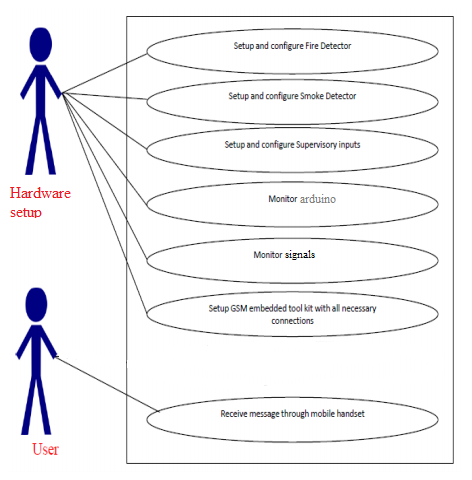 Setup and configure Fire Detector
Setup and configure Smoke Detector
Setup and configure Supervisory inputs
Hardware
setup
Monitor arduino
Monitor signals
Setup GSM embedded tool kit with all necessary
connections
Receive message through mobile handset
User